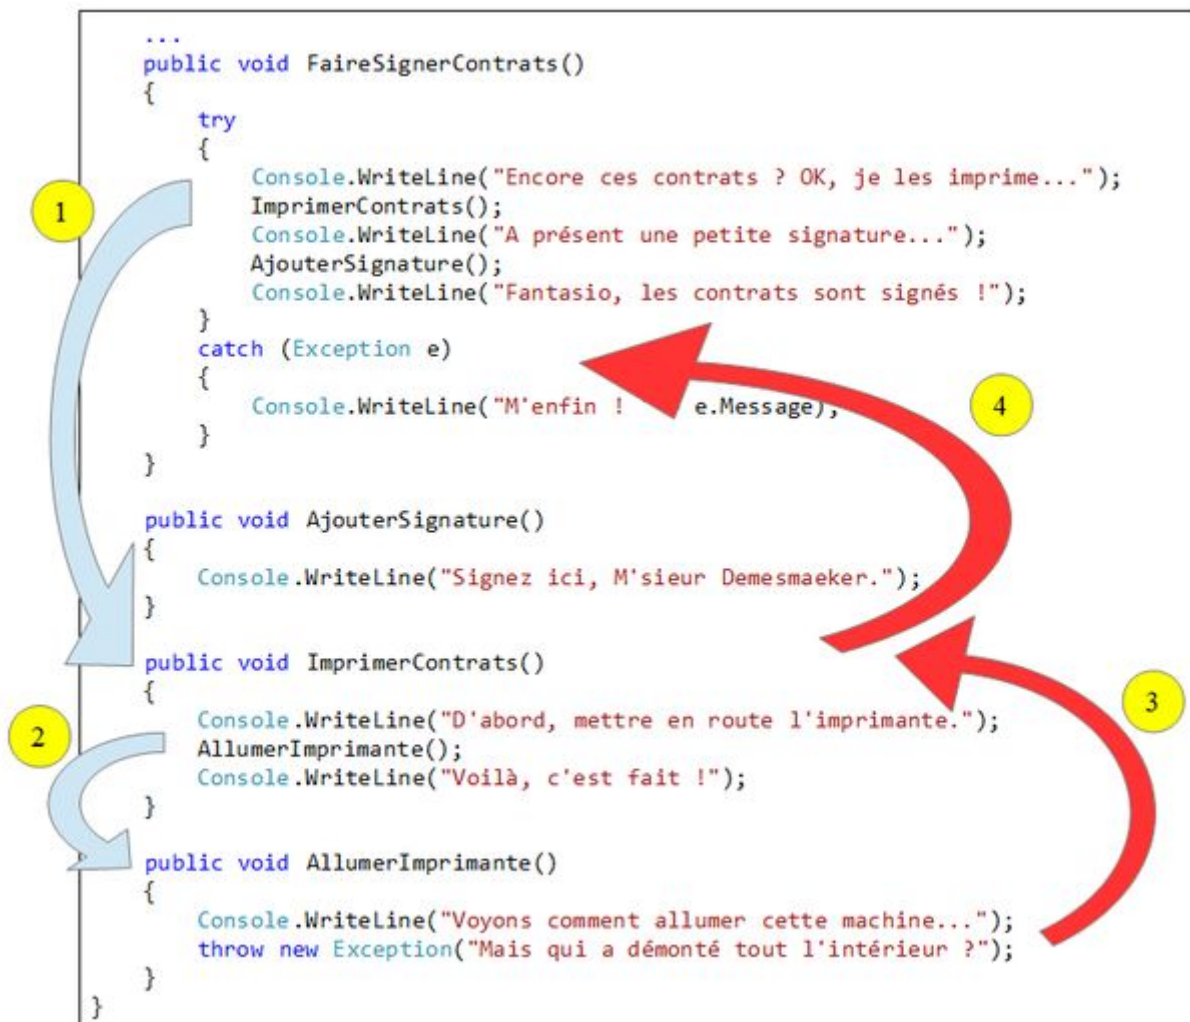 ...
public void FaireSignerContrats()
{
try
{
Console.WriteLine("Encore ces contrats ? OK, je les imprime...");
ImprimerContrats();
Console.WriteLine("A présent une petite signature...");
AjouterSignature();
Console.WriteLine("Fantasio, les contrats sont signés !");
}
catch (Exception e)
{
Console.WriteLine("M'enfin ! e.Message);
}
}
public void AjouterSignature()
{
Console.WriteLine("Signez ici, M'sieur Demesmaeker.");
}
public void ImprimerContrats()
{
Console.WriteLine("D'abord, mettre en route l'imprimante.");
AllumerImprimante();
Console.WriteLine("Voilà, c'est fait !");
}
public void AllumerImprimante()
{
Console.WriteLine("Voyons comment allumer cette machine...");
throw new Exception("Mais qui a démonté tout l'intérieur ?");
}
}
1
2
3
4